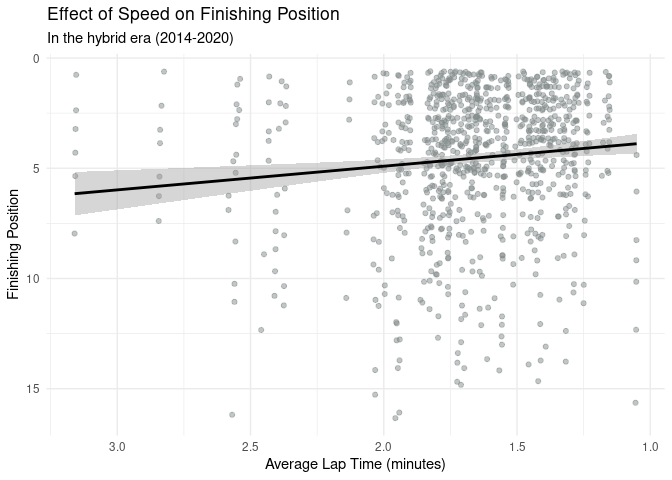 Effect of Speed on Finishing Position
In the hybrid era (2014-2020)
0
5
10
15
Finishing Position
3.0 2.5 2.0 1.5 1.0
Average Lap Time (minutes)